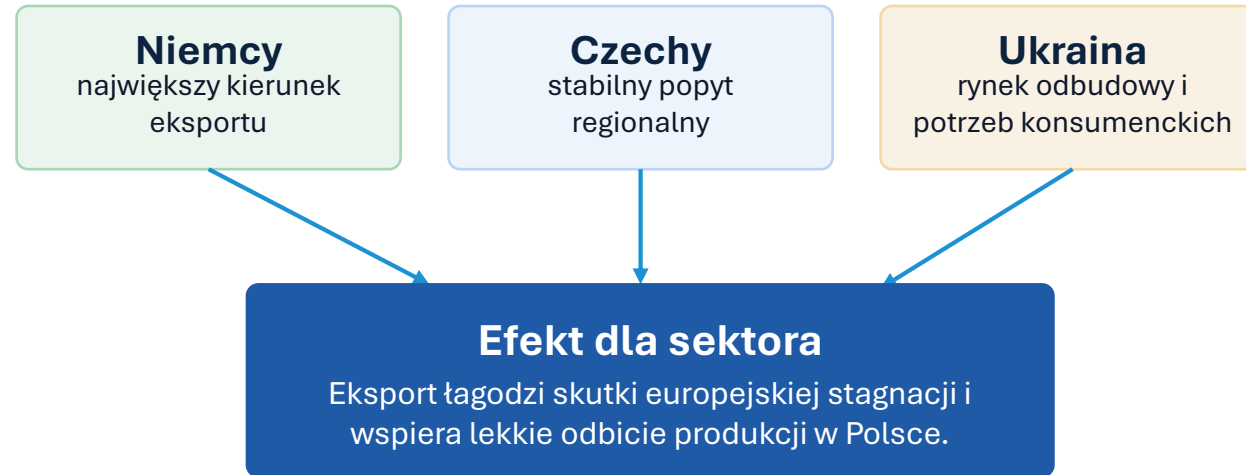 Niemcy
największy kierunek
eksportu
Czechy
stabilny popyt
regionalny
Ukraina
rynek odbudowy i
potrzeb konsumenckich
Efekt dla sektora
Eksport łagodzi skutki europejskiej stagnacji i
wspiera lekkie odbicie produkcji w Polsce.